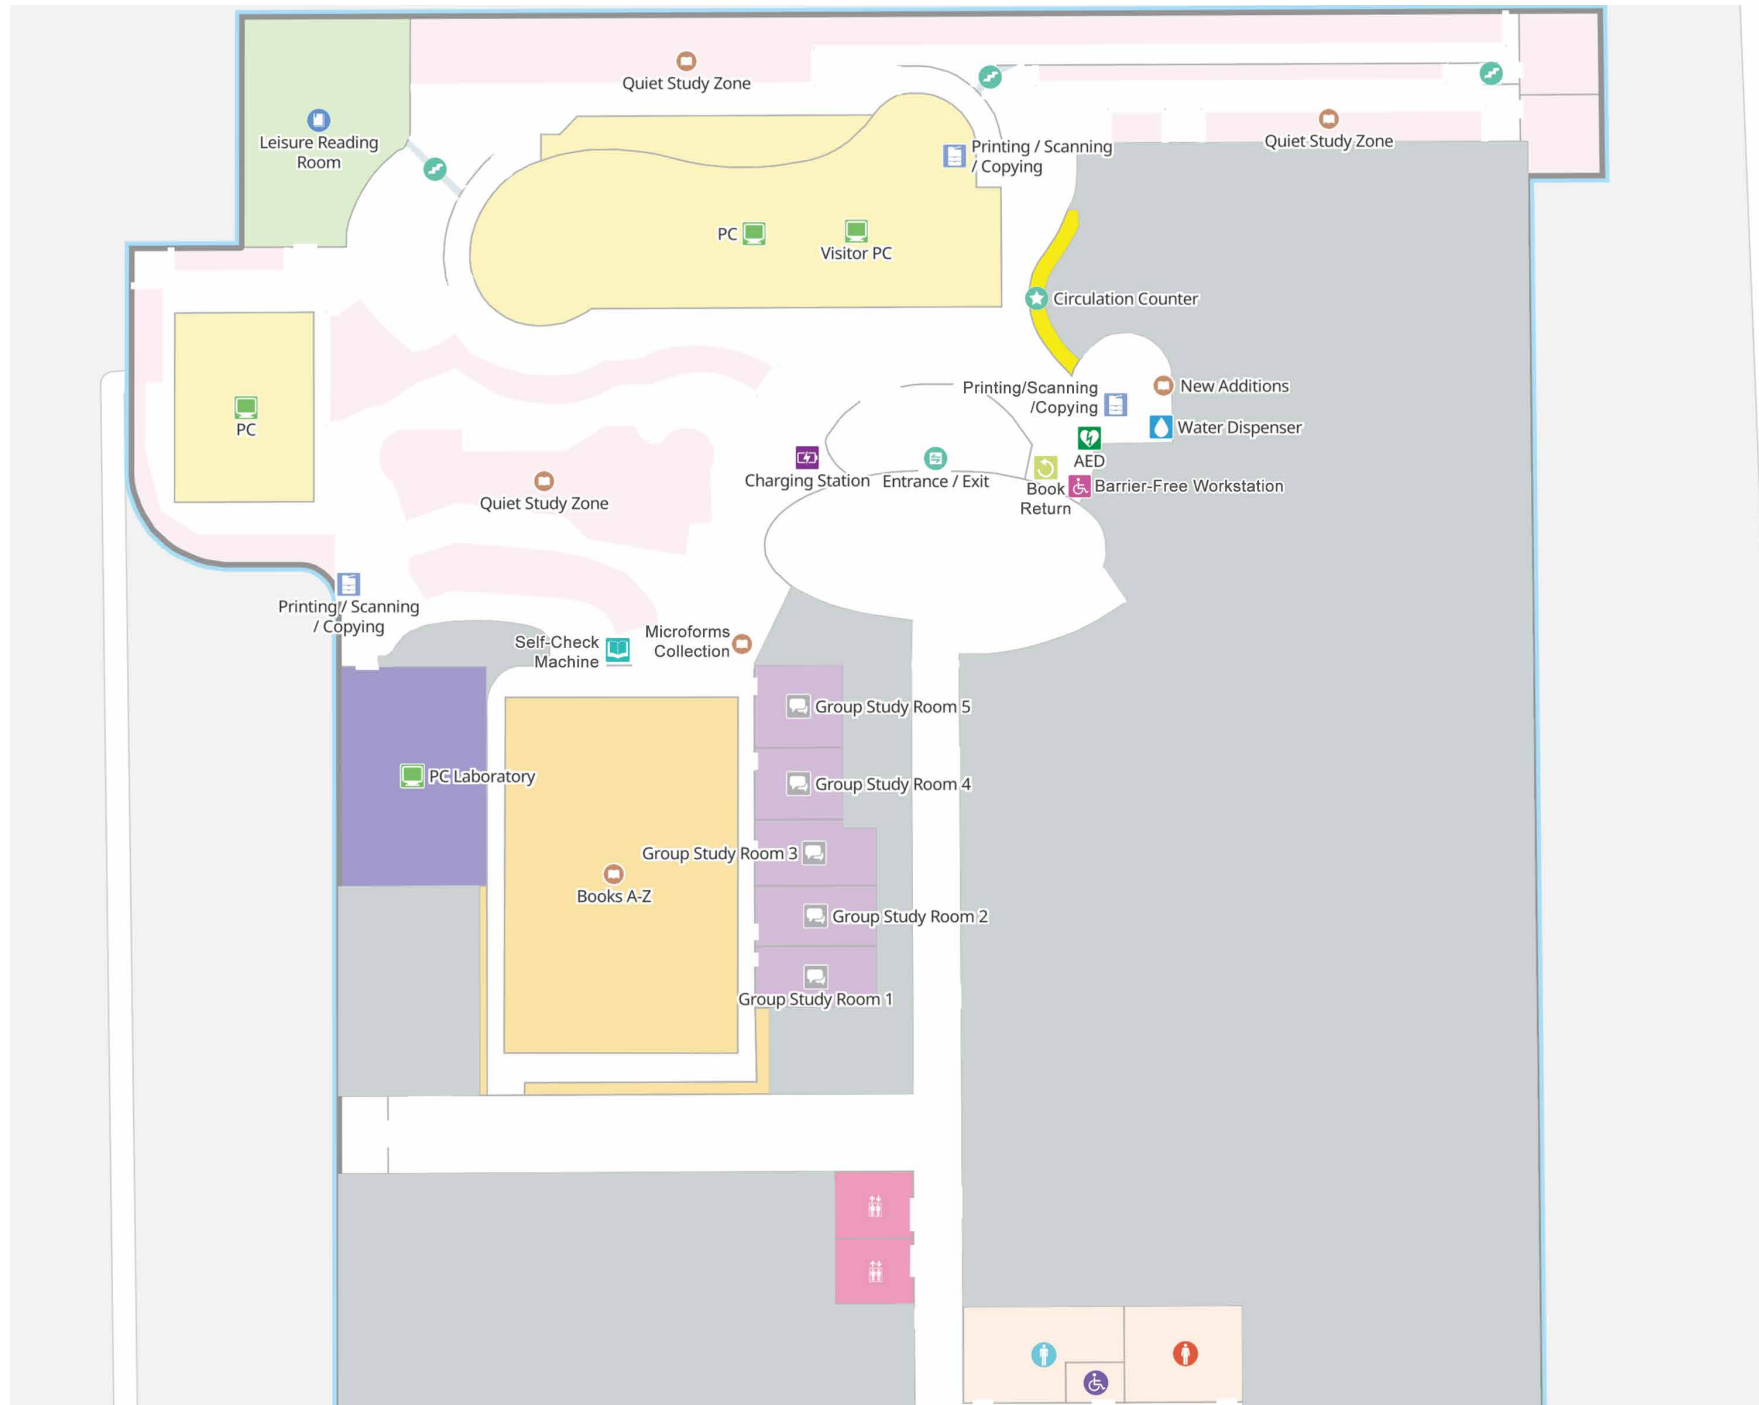 Quiet Study Zone
Leisure Reading
Room
Printing / Scanning
/ Copying
Quiet Study Zone
PC
Visitor PC
Circulation Counter
Printing/Scanning
/Copying
New Additions
Water Dispenser
AED
PC
Charging Station
Entrance / Exit
Book
Return
Barrier-Free Workstation
Quiet Study Zone
Printing / Scanning
/ Copying
Self-Check
Machine
Microforms
Collection
Group Study Room 5
PC Laboratory
Group Study Room 4
Group Study Room 3
Books A-Z
Group Study Room 2
Group Study Room 1